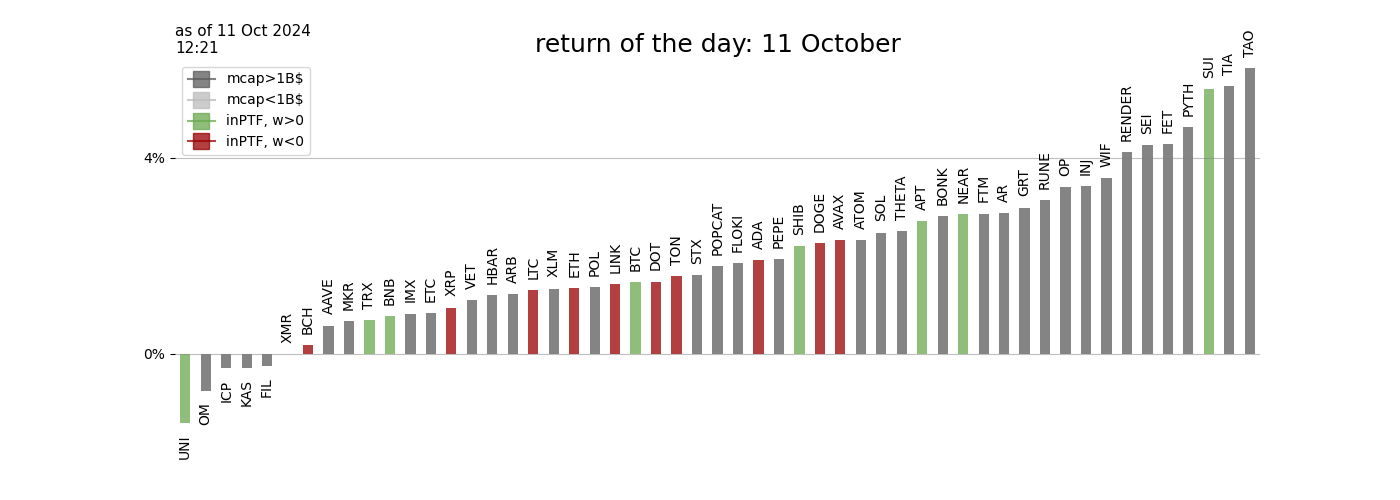 as of 11 Oct 2024
12:21
return of the day: 11 October
mcap>1B$
mcap<1B$
inPTF, w>0
inPTF, w<0
4%
0%
UNI
OM
ICP
KAS
FIL
XMR
BCH
AAVE
MKR
TRX
BNB
IMX
ETC
XRP
VET
HBAR
ARB
LTC
XLM
ETH
POL
LINK
BTC
DOT
TON
STX
POPCAT
FLOKI
ADA
PEPE
SHIB
DOGE
AVAX
ATOM
SOL
THETA
APT
BONK
NEAR
FTM
AR
GRT
RUNE
OP
INJ
WIF
RENDER
SEI
FET
PYTH
SUI
TIA
TAO